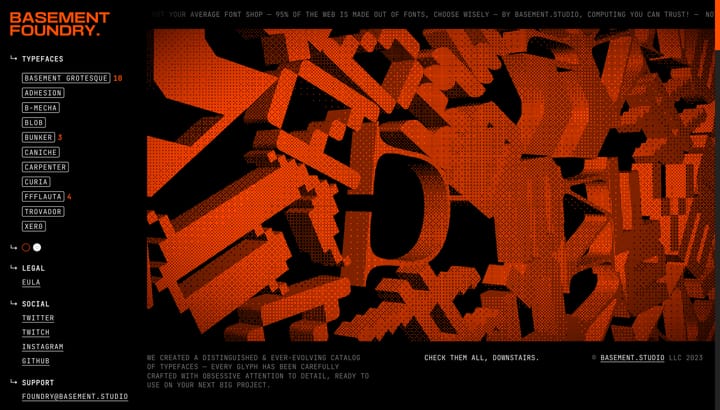 BASEMENT
FOUNDRY.
YOUR AVERAGE FONT SHOP — 95% OF THE WEB IS MADE OUT OF FONTS, CHOOSE WISELY — BY BASEMENT.STUDIO, COMPUTING YOU CAN TRUST! — NO
TYPEFACES
BASEMENT GROTESQUE 10
ADHESION
B-MECHA
BLOB
BUNKER 3
CANICHE
CARPENTER
CURIA
FFFLAUTA 4
TROVADOR
XER0
LEGAL
EULA
SOCIAL
TWITTER
TWITCH
INSTAGRAM
GITHUB
SUPPORT
FOUNDRY@BASEMENT.STUDIO
WE CREATED A DISTINGUISHED & EVER-EVOLVING CATALOG
OF TYPEFACES — EVERY GLYPH HAS BEEN CAREFULLY
CRAFTED WITH OBSESSIVE ATTENTION TO DETAIL, READY TO
USE ON YOUR NEXT BIG PROJECT.
CHECK THEM ALL, DOWNSTAIRS.
© BASEMENT.STUDIO LLC 2023